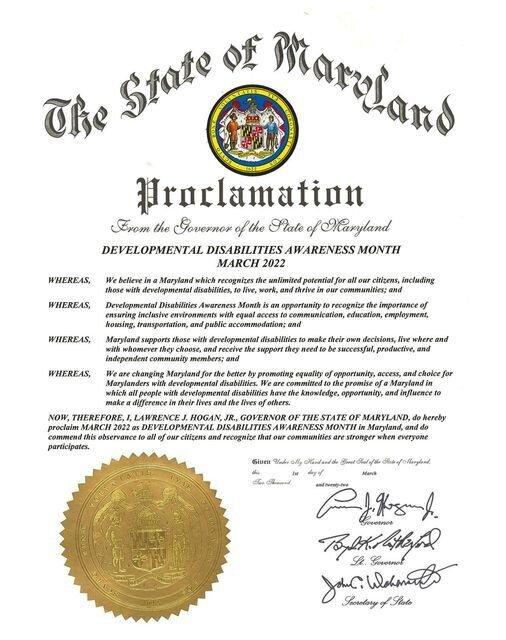 The State of Maryland
Proclamation
From the Governor of the State of Maryland
DEVELOPMENTAL DISABILITIES AWARENESS MONTH
MARCH 2022
WHEREAS, We believe in a Maryland which recognizes the unlimited potential for all our citizens, including
those with developmental disabilities, to live, work, and thrive in our communities; and
WHEREAS, Developmental Disabilities Awareness Month is an opportunity to recognize the importance of
ensuring inclusive environments with equal access to communication, education, employment,
housing, transportation, and public accommodation; and
WHEREAS, Maryland supports those with developmental disabilities to make their own decisions, live where and
with whomever they choose, and receive the support they need to be successful, productive, and
independent community members; and
WHEREAS, We are changing Maryland for the better by promoting equality of opportunity, access, and choice for
Marylanders with developmental disabilities. We are committed to the promise of a Maryland in
which all people with developmental disabilities have the knowledge, opportunity, and influence to
make a difference in their lives and the lives of others.
NOW, THEREFORE, I, LAWRENCE J. HOGAN, JR., GOVERNOR OF THE STATE OF MARYLAND, do hereby
proclaim MARCH 2022 as DEVELOPMENTAL DISABILITIES AWARENESS MONTH in Maryland, and do
commend this observance to all of our citizens and recognize that our communities are stronger when everyone
participates.
Given Under My Hand and the Great Seal of the State of Maryland,
this 1st day of March
Two Thousand and twenty-two
Governor
Lt. Governor
Secretary of State